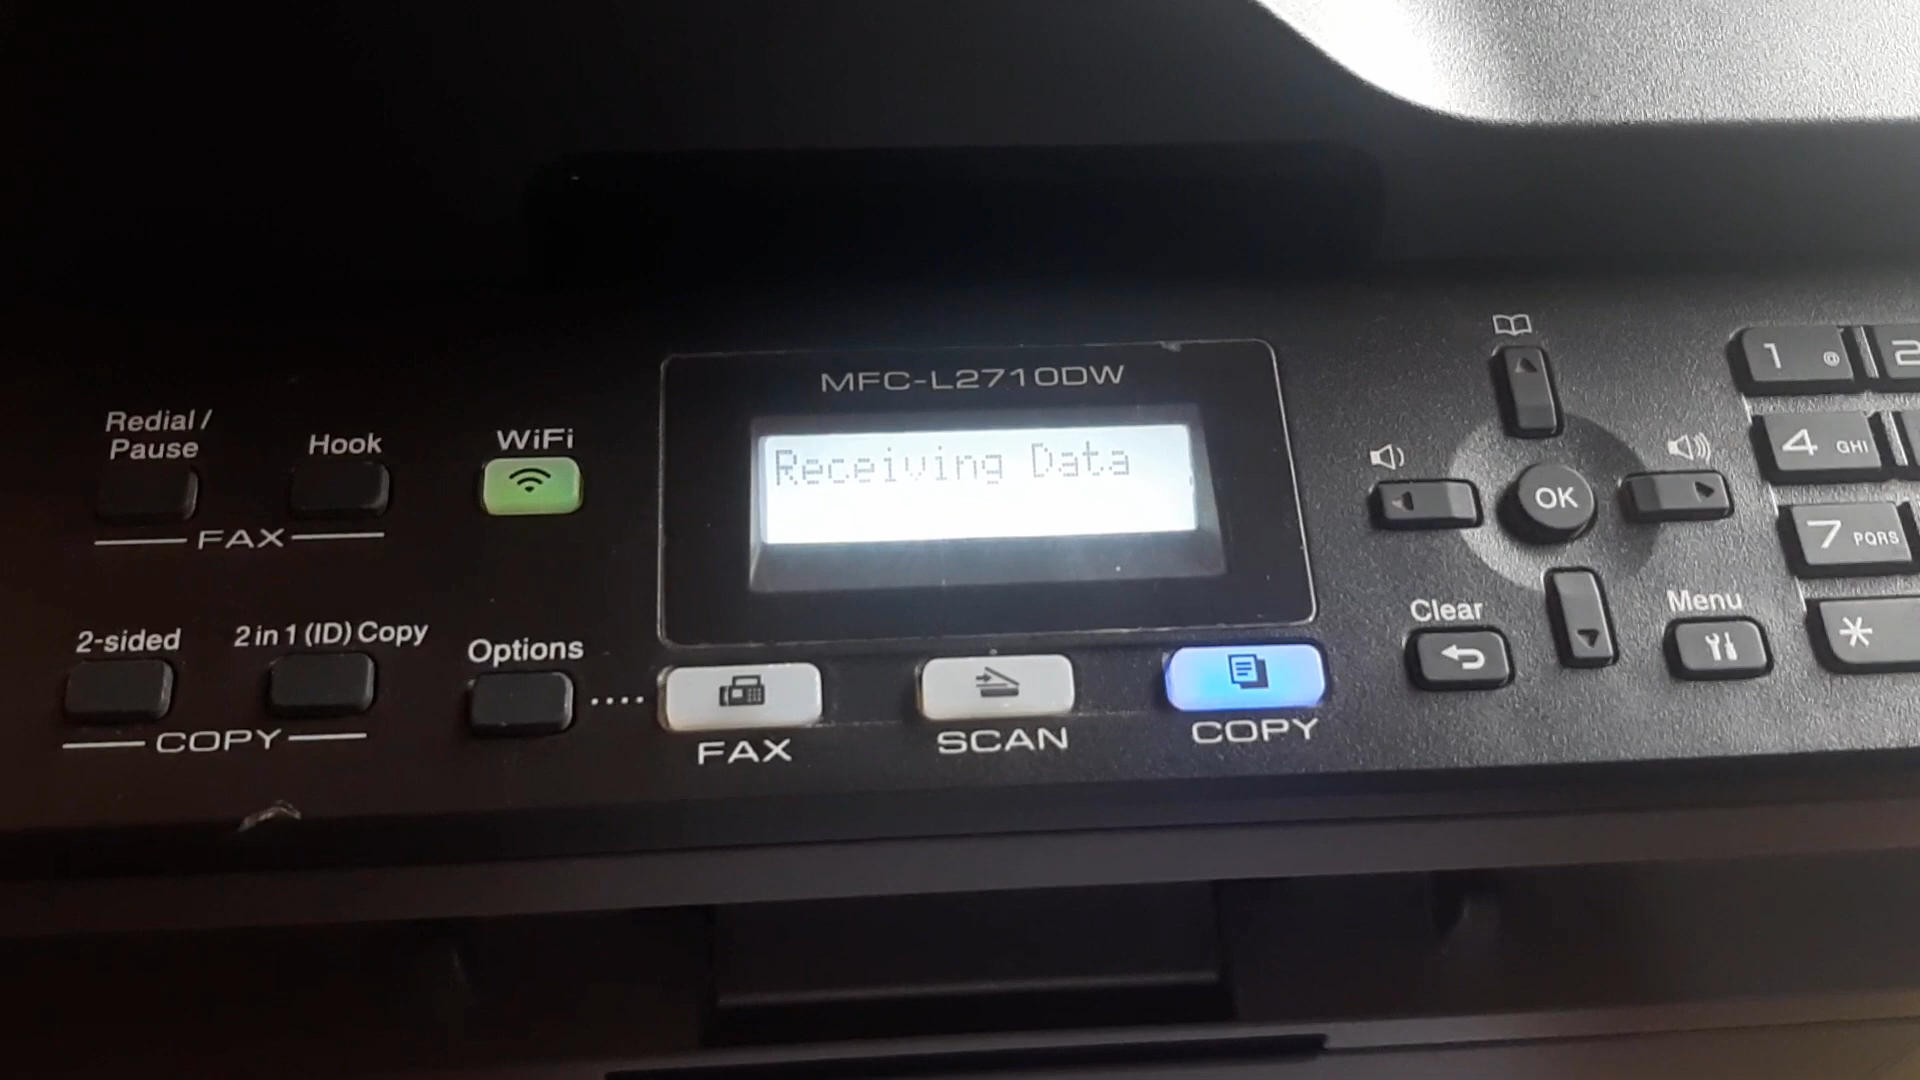 MFC-L2710DW
Receiving Data
Redial /
Pause
Hook
WiFi
FAX
2-sided
2 in 1 (ID) Copy
Options
COPY
FAX
SCAN
COPY
OK
Clear
Menu
1 @
2
4 GHI
7 PQRS
*